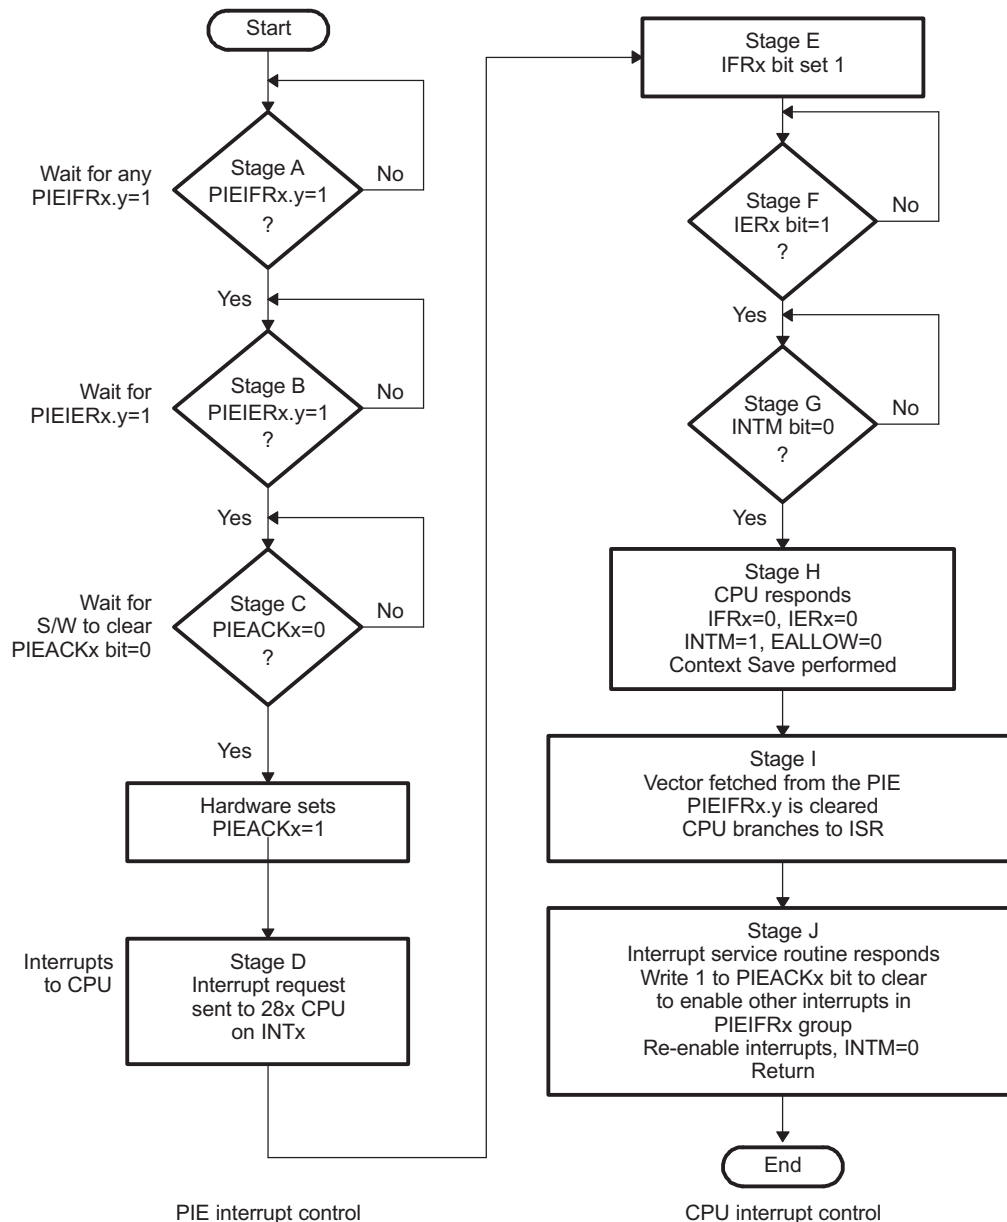 Start
Wait for any
PIEIFRx.y=1
Stage A
PIEIFRx.y=1
?
No
Yes
Wait for
PIEIERx.y=1
Stage B
PIEIERx.y=1
?
No
Yes
Wait for
S/W to clear
PIEACKx bit=0
Stage C
PIEACKx=0
?
No
Yes
Hardware sets
PIEACKx=1
Interrupts
to CPU
Stage D
Interrupt request
sent to 28x CPU
on INTx
PIE interrupt control
Stage E
IFRx bit set 1
Stage F
IERx bit=1
?
No
Yes
Stage G
INTM bit=0
?
No
Yes
Stage H
CPU responds
IFRx=0, IERx=0
INTM=1, EALLOW=0
Context Save performed
Stage I
Vector fetched from the PIE
PIEIFRx.y is cleared
CPU branches to ISR
Stage J
Interrupt service routine responds
Write 1 to PIEACKx bit to clear
to enable other interrupts in
PIEIFRx group
Re-enable interrupts, INTM=0
Return
End
CPU interrupt control